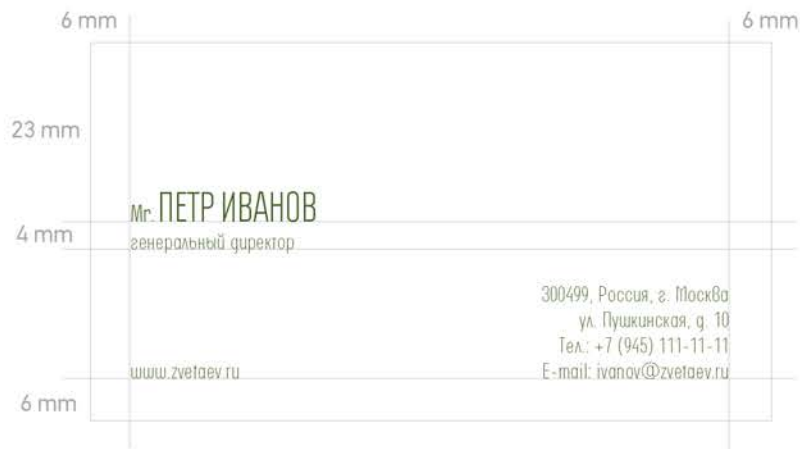 6 mm
6 mm
23 mm
Mr. ПЕТР ИВАНОВ
4 mm
генеральный директор
300499, Россия, г. Москва
ул. Пушкинская, д. 10
Тел.: +7 (945) 111-11-11
www.zvetaev.ru
E-mail: ivanov@zvetaev.ru
6 mm